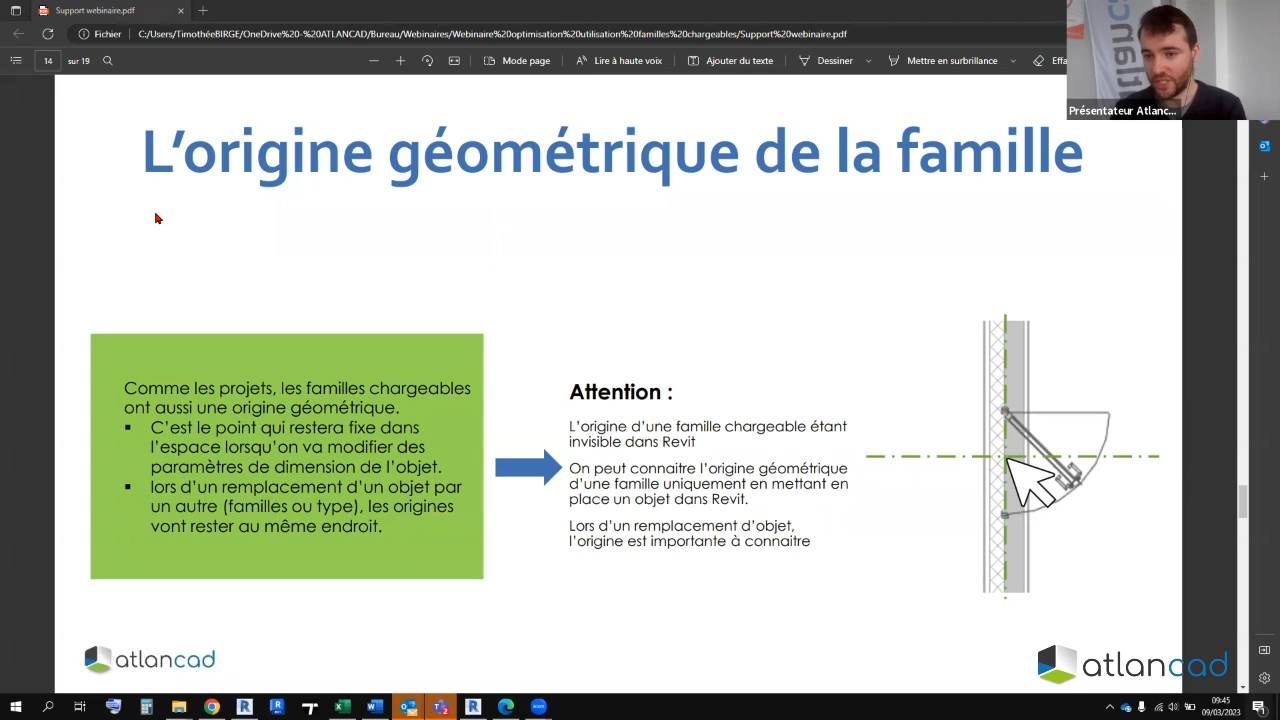 Support webinaire.pdf
Fichier
C:/Users/TimothéeBIRGE/OneDrive%20-%20ATLANCAD/Bureau/Webinaires/Webinaire%20optimisation%20utilisation%20familles%20chargeables/Support%20webinaire.pdf
14 sur 19
Mode page
Lire à haute voix
Ajouter du texte
Dessiner
Mettre en surbrillance
Effa
Présentateur Atlanc...
L'origine géométrique de la famille
Comme les projets, les familles chargeables
ont aussi une origine géométrique.
▪ C'est le point qui restera fixe dans
l'espace lorsqu'on va modifier des
paramètres de dimension de l'objet.
▪ lors d'un remplacement d'un objet par
un autre (familles ou type), les origines
vont rester au même endroit.
Attention :
L'origine d'une famille chargeable étant
invisible dans Revit
On peut connaitre l'origine géométrique
d'une famille uniquement en mettant en
place un objet dans Revit.
Lors d'un remplacement d'objet,
l'origine est importante à connaitre
atlancad
atlancad
09:45
09/03/2023